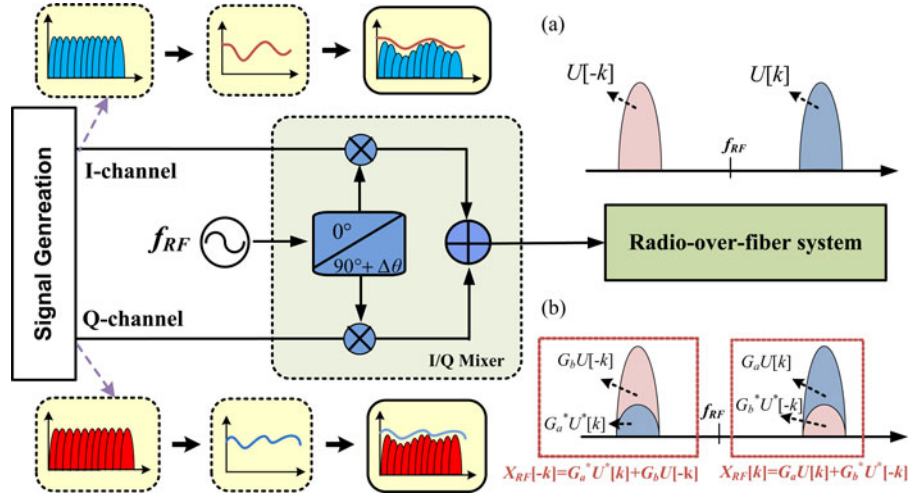 (a)
U[-k]
U[k]
f_RF
Signal Genreation
I-channel
f_RF
0°
90°+ Δθ
Radio-over-fiber system
Q-channel
I/Q Mixer
(b)
G_bU[-k]
G_a*U*[k]
G_aU[k]
G_b*U*[-k]
f_RF
X_RF[-k]=G_a*U*[k]+G_bU[-k]
X_RF[k]=G_aU[k]+G_b*U*[-k]